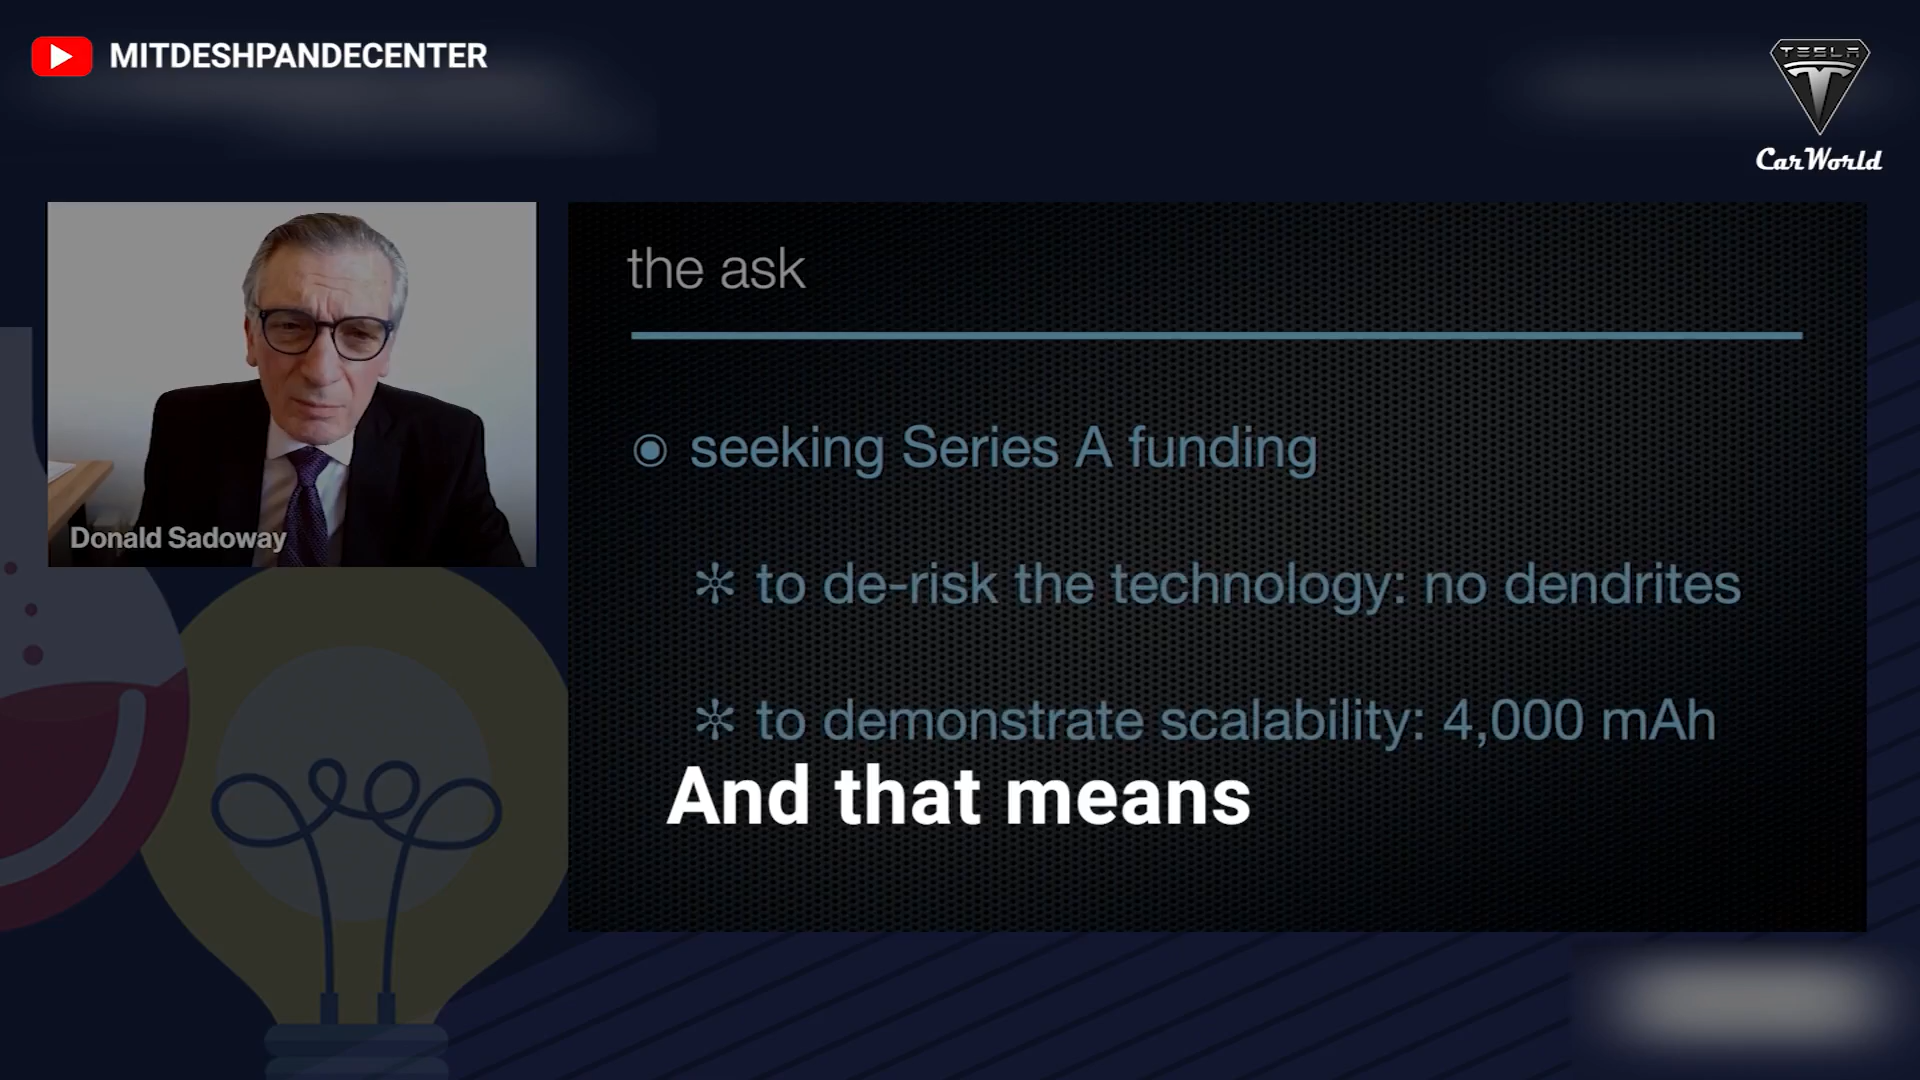 MITDESHPANDECENTER
TESLA
CarWorld
the ask
seeking Series A funding
to de-risk the technology: no dendrites
to demonstrate scalability: 4,000 mAh
And that means
Donald Sadoway